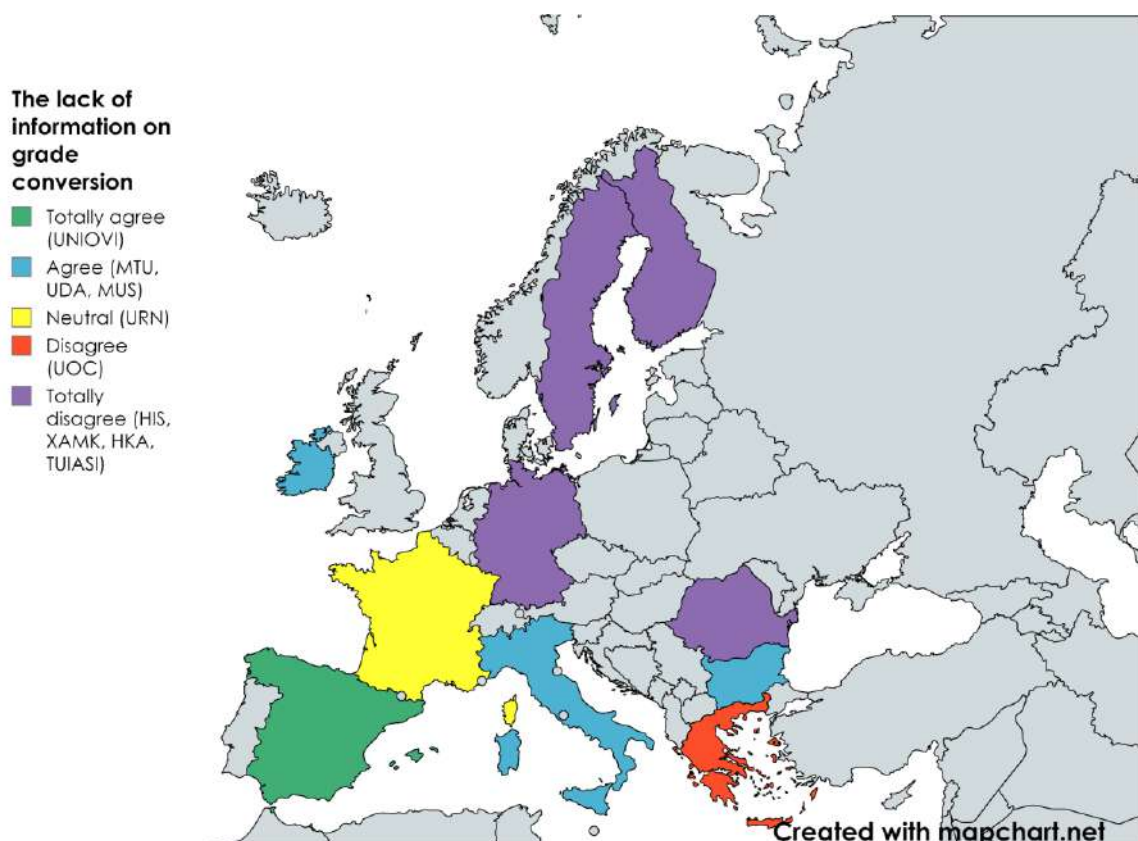 The lack of
information on
grade
conversion
Totally agree
(UNIOVI)
Agree (MTU,
UDA, MUS)
Neutral (URN)
Disagree
(UOC)
Totally
disagree (HIS,
XAMK, HKA,
TUIASI)
Created with mapchart.net